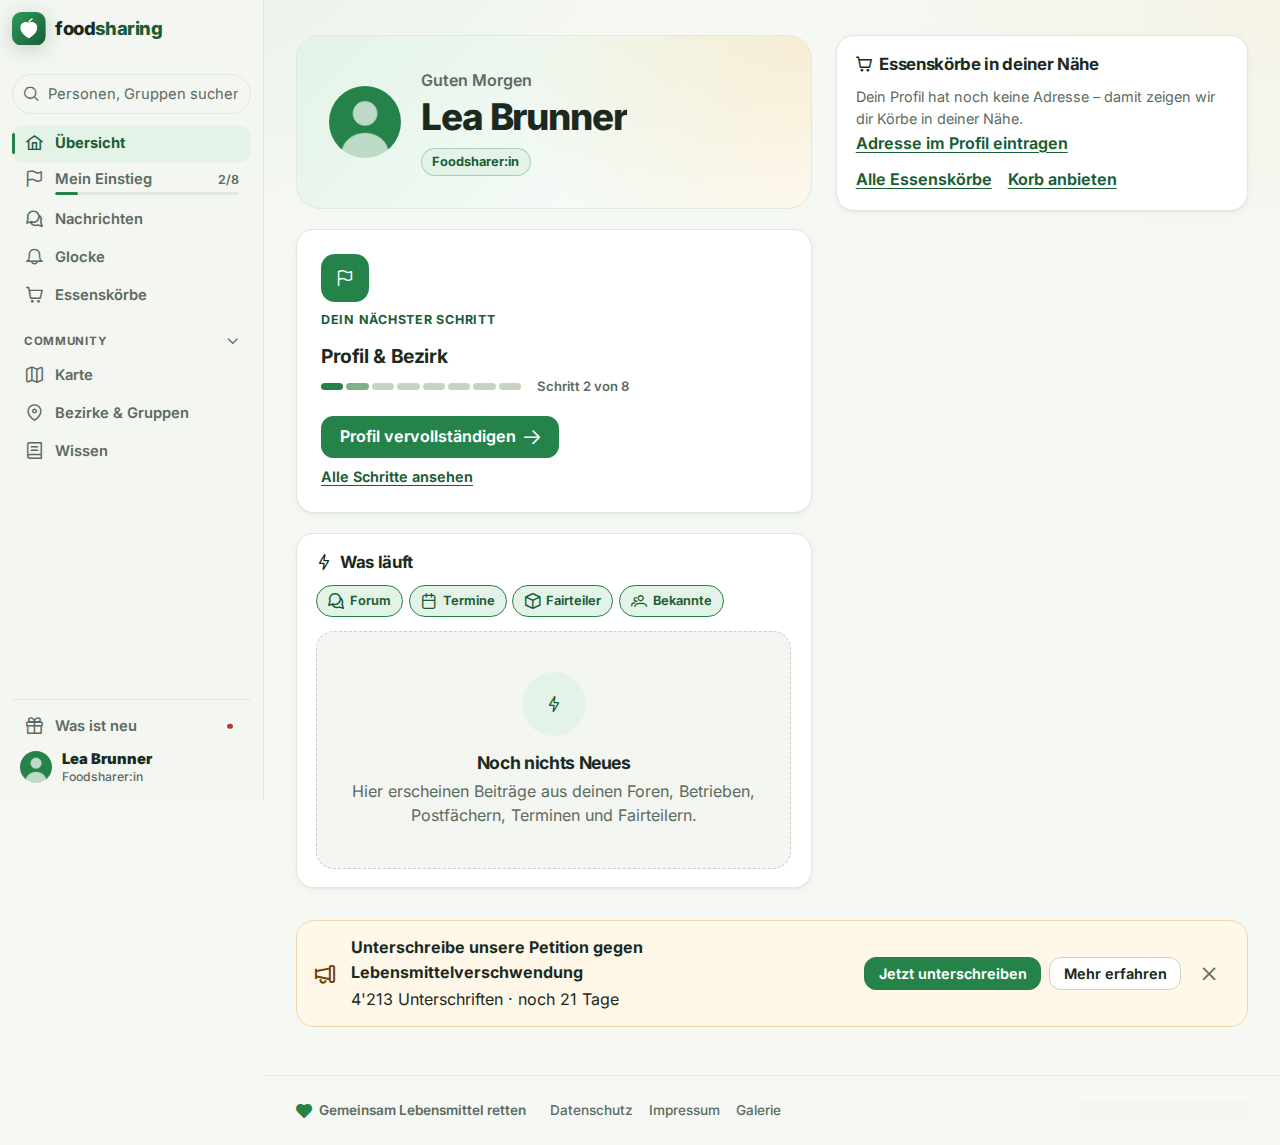 foodsharing
Personen, Gruppen sucher
Übersicht
Mein Einstieg 2/8
Nachrichten
Glocke
Essenskörbe
COMMUNITY
Karte
Bezirke & Gruppen
Wissen
Was ist neu
Lea Brunner
Foodsharer:in
Guten Morgen
Lea Brunner
Foodsharer:in
DEIN NÄCHSTER SCHRITT
Profil & Bezirk
Schritt 2 von 8
Profil vervollständigen
Alle Schritte ansehen
Was läuft
Forum Termine Fairteiler Bekannte
Noch nichts Neues
Hier erscheinen Beiträge aus deinen Foren, Betrieben,
Postfächern, Terminen und Fairteilern.
Essenskörbe in deiner Nähe
Dein Profil hat noch keine Adresse – damit zeigen wir
dir Körbe in deiner Nähe.
Adresse im Profil eintragen
Alle Essenskörbe Korb anbieten
Unterschreibe unsere Petition gegen
Lebensmittelverschwendung
4'213 Unterschriften · noch 21 Tage
Jetzt unterschreiben Mehr erfahren
Gemeinsam Lebensmittel retten Datenschutz Impressum Galerie